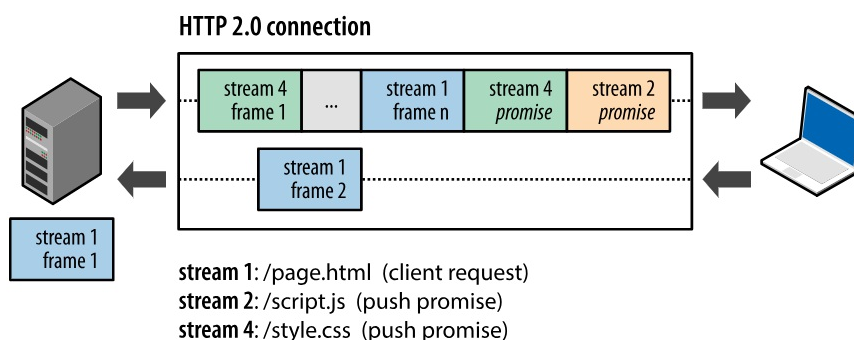 HTTP 2.0 connection
stream 4
frame 1
...
stream 1
frame n
stream 4
promise
stream 2
promise
stream 1
frame 2
stream 1
frame 1
stream 1: /page.html (client request)
stream 2: /script.js (push promise)
stream 4: /style.css (push promise)